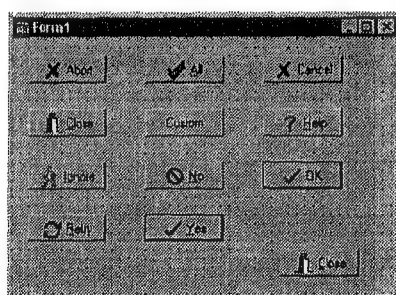 Form1
Abort All Cancel
Close Custom ? Help
Ignore No OK
Retry Yes
Close